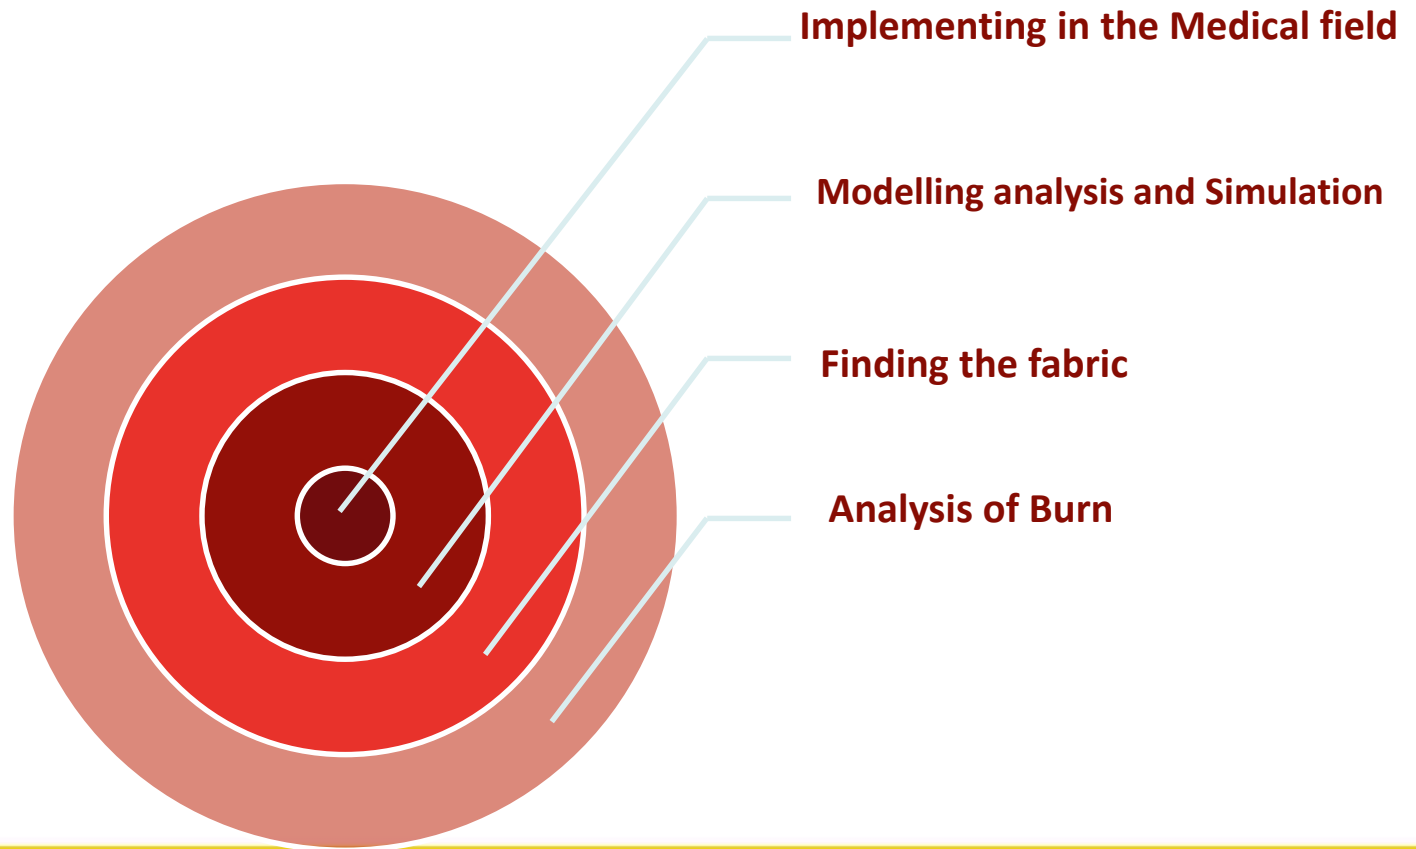 Implementing in the Medical field
Modelling analysis and Simulation
Finding the fabric
Analysis of Burn